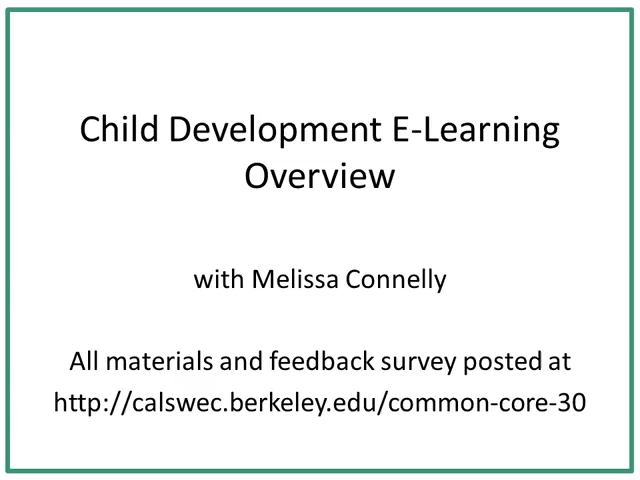 Child Development E-Learning
Overview
with Melissa Connelly
All materials and feedback survey posted at
http://calswec.berkeley.edu/common-core-30